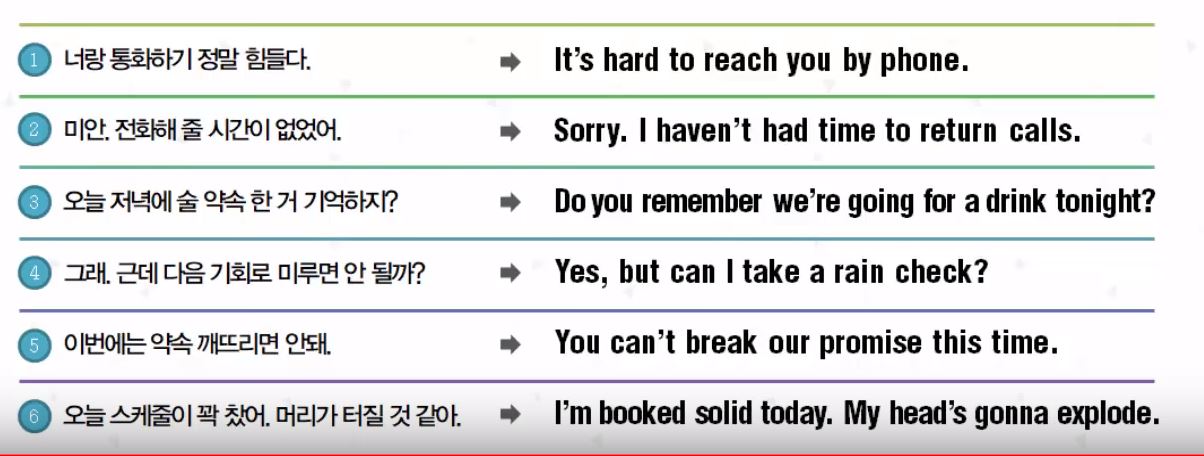 1 너랑 통화하기 정말 힘들다. ➡ It's hard to reach you by phone.
2 미안. 전화해 줄 시간이 없었어. ➡ Sorry. I haven't had time to return calls.
3 오늘 저녁에 술 약속 한 거 기억하지? ➡ Do you remember we're going for a drink tonight?
4 그래. 근데 다음 기회로 미루면 안 될까? ➡ Yes, but can I take a rain check?
5 이번에는 약속 깨뜨리면 안돼. ➡ You can't break our promise this time.
6 오늘 스케줄이 꽉 찼어. 머리가 터질 것 같아. ➡ I'm booked solid today. My head's gonna explode.